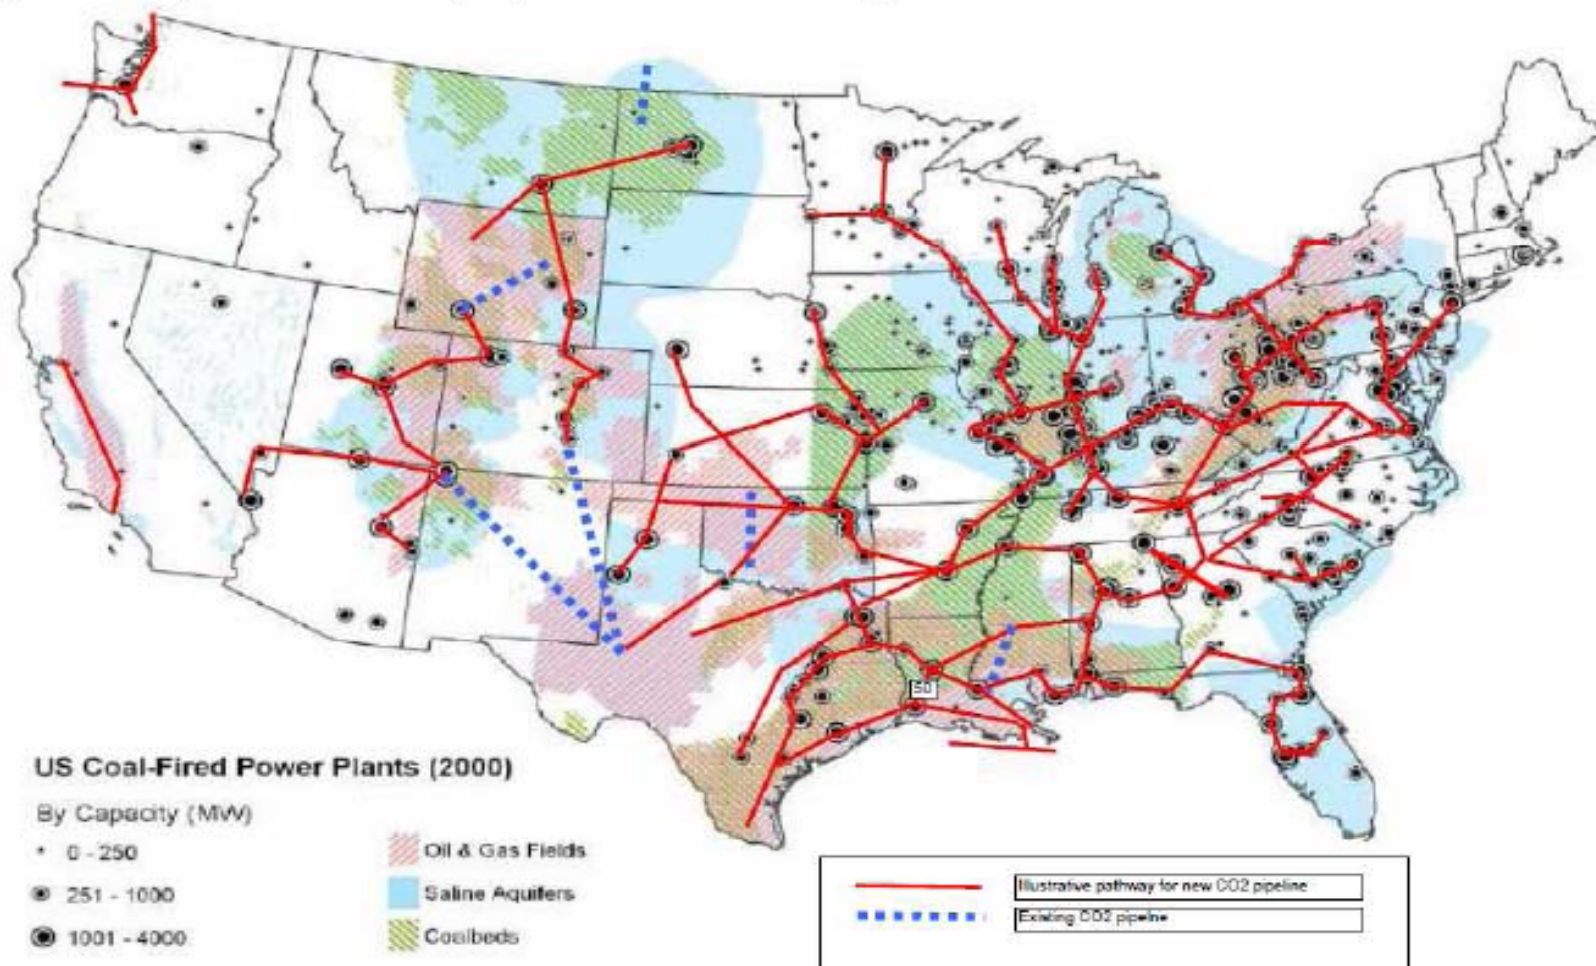 50
US Coal-Fired Power Plants (2000)
By Capacity (MW)
0 - 250
251 - 1000
1001 - 4000
Oil & Gas Fields
Saline Aquifers
Coalbeds
Illustrative pathway for new CO2 pipeline
Existing CO2 pipelne